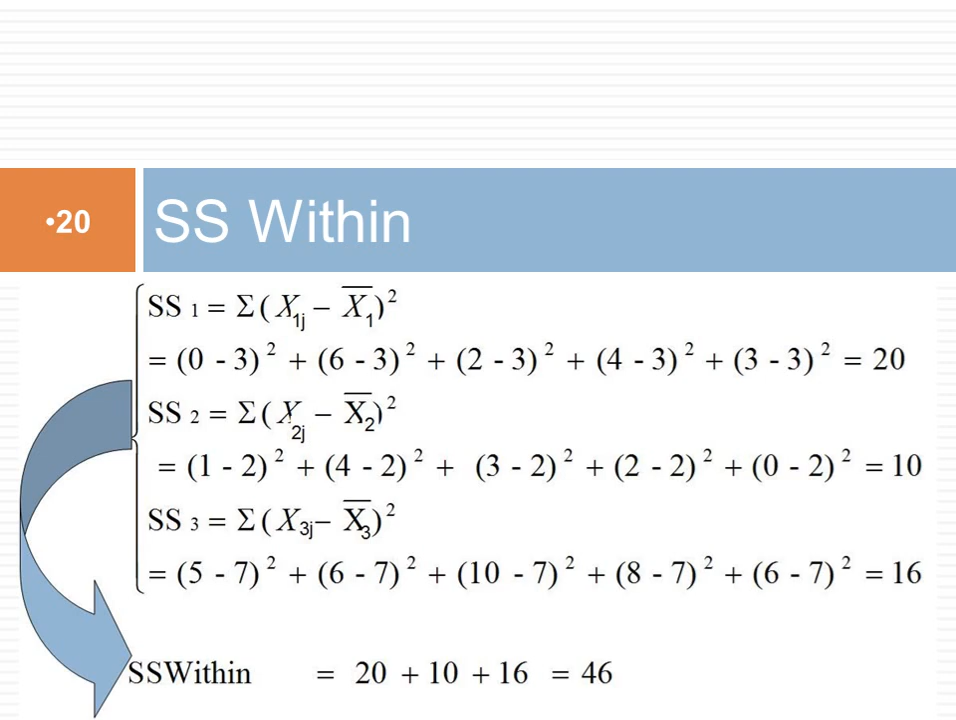 •20
SS Within
SS 1 = Σ ( X1j – X̅1)²
= (0 - 3) ² + (6 - 3) ² + (2 - 3) ² + (4 - 3) ² + (3 - 3) ² = 20
SS 2 = Σ ( X2j – X̅2)²
= (1 - 2) ² + (4 - 2) ² + (3 - 2) ² + (2 - 2) ² + (0 - 2) ² = 10
SS 3 = Σ ( X3j – X̅3)²
= (5 - 7) ² + (6 - 7) ² + (10 - 7) ² + (8 - 7) ² + (6 - 7) ² = 16
SSWithin = 20 + 10 + 16 = 46